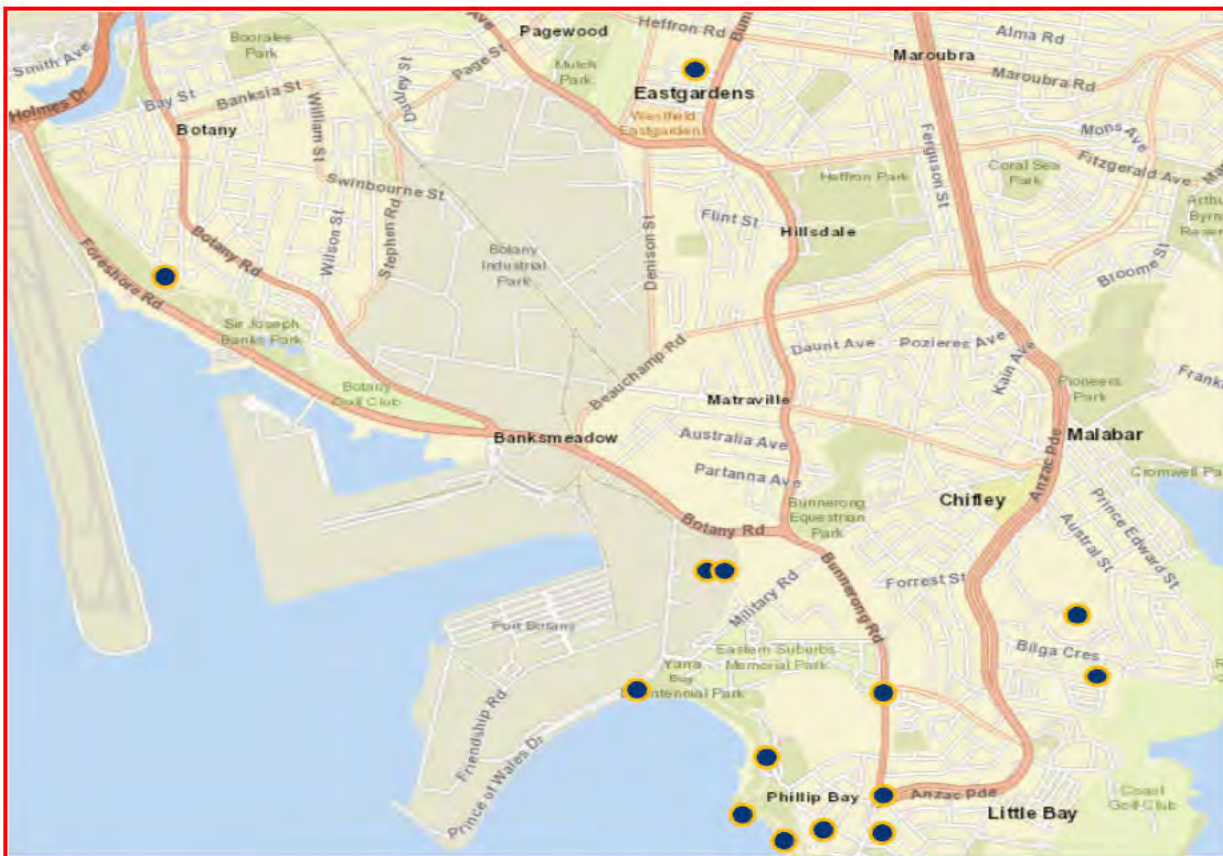 Heffron Rd
Alma Rd
Pagewood
Boorales
Park
Maroubra
Smith Ave
Page St
Mutch
Park
Maroubra Rd
Dudley St
Eastgardens
Holmes Dr
Bay St
Banksia St
Westfield
Eastgardens
Botany
William St
Mons Ave
Ferguson St
Fitzgerald Ave
Swinbourne St
Heffron Park
Coral Sea
Park
Flint St
Wilson St
Stephen Rd
Hillsdale
Botany Rd
Botany
Industrial
Park
Denison St
Foreshore Rd
Broome St
Sir Joseph
Banks Park
Beauchamp Rd
Daunt Ave
Pozieres Ave
Kain Ave
Botany
Golf Club
Pioneers
Park
Matraville
Banksmeadow
Australia Ave
Malabar
Anzac Pde
Partanna Ave
Chifley
Bunnerong
Equestrian
Park
Prince Edward St
Botany Rd
Austral St
Military Rd
Bunnerong Rd
Forrest St
Port Botany
Eastern Suburbs
Memorial Park
Bilga Cres
Yarra
Bay
Friendship Rd
Prince of Wales Dr
Phillip Bay
Anzac Pde
Little Bay
Coast
Golf Club